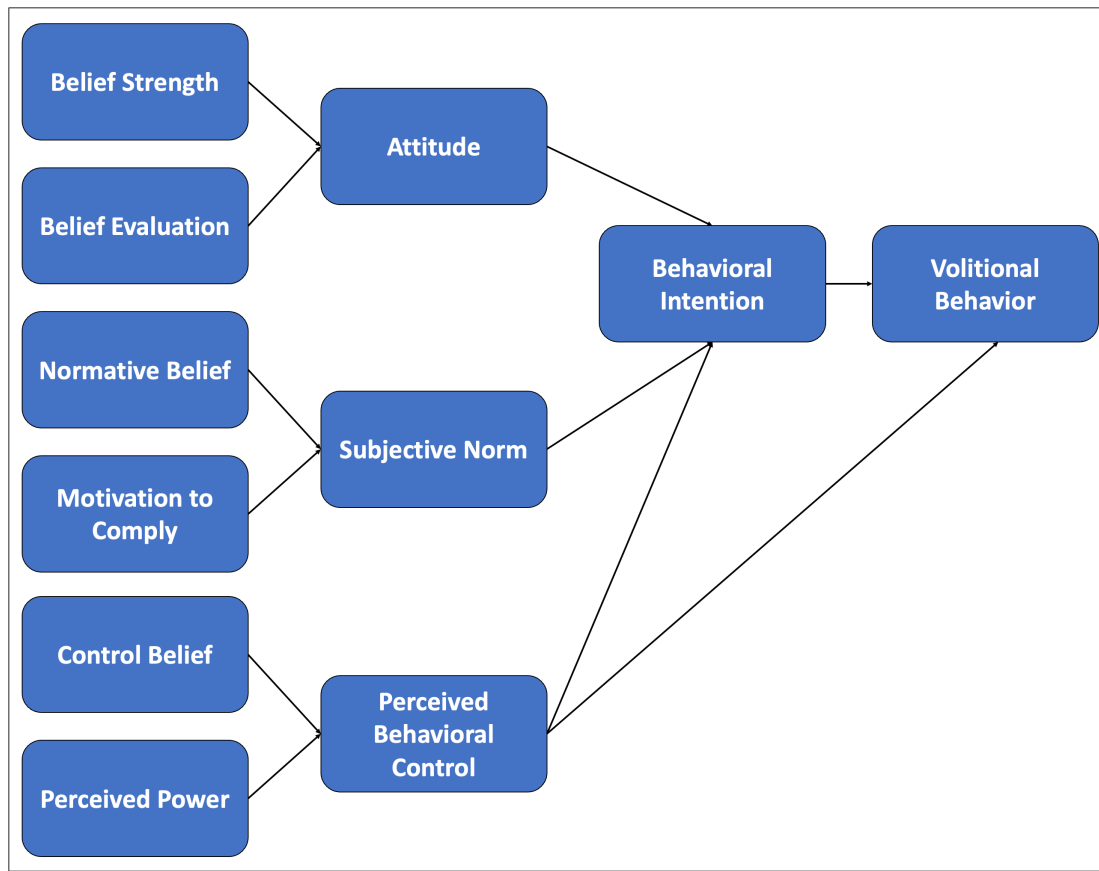 Belief Strength
Belief Evaluation
Attitude
Normative Belief
Motivation to
Comply
Subjective Norm
Control Belief
Perceived Power
Perceived
Behavioral
Control
Behavioral
Intention
Volitional
Behavior